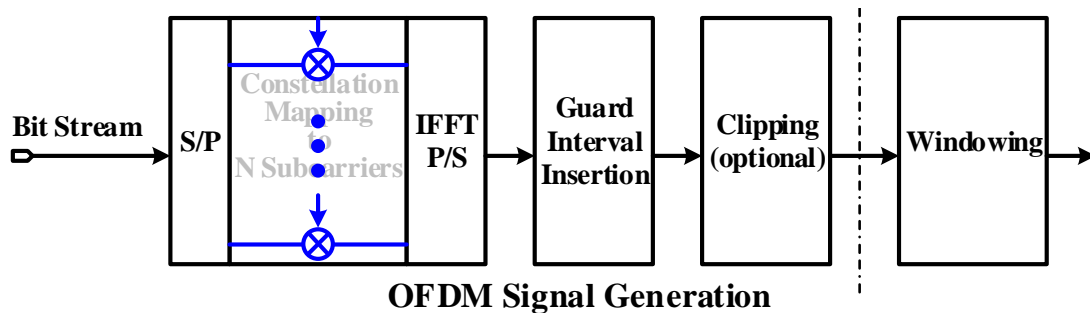 Bit Stream
S/P
Constellation
Mapping
to
N Subcarriers
IFFT
P/S
Guard
Interval
Insertion
Clipping
(optional)
Windowing
OFDM Signal Generation